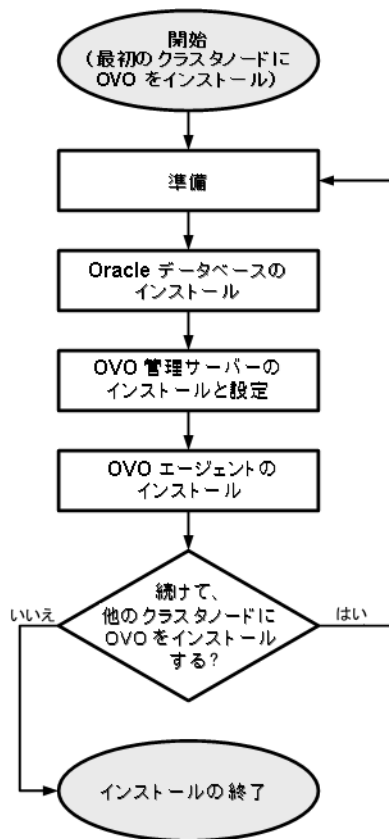 開始
(最初のクラスタノードに
OVO をインストール)
準備
Oracle データベースの
インストール
OVO 管理サーバーの
インストールと設定
OVO エージェントの
インストール
続けて、
他のクラスタノードに
OVO をインストール
する?
いいえ
はい
インストールの終了